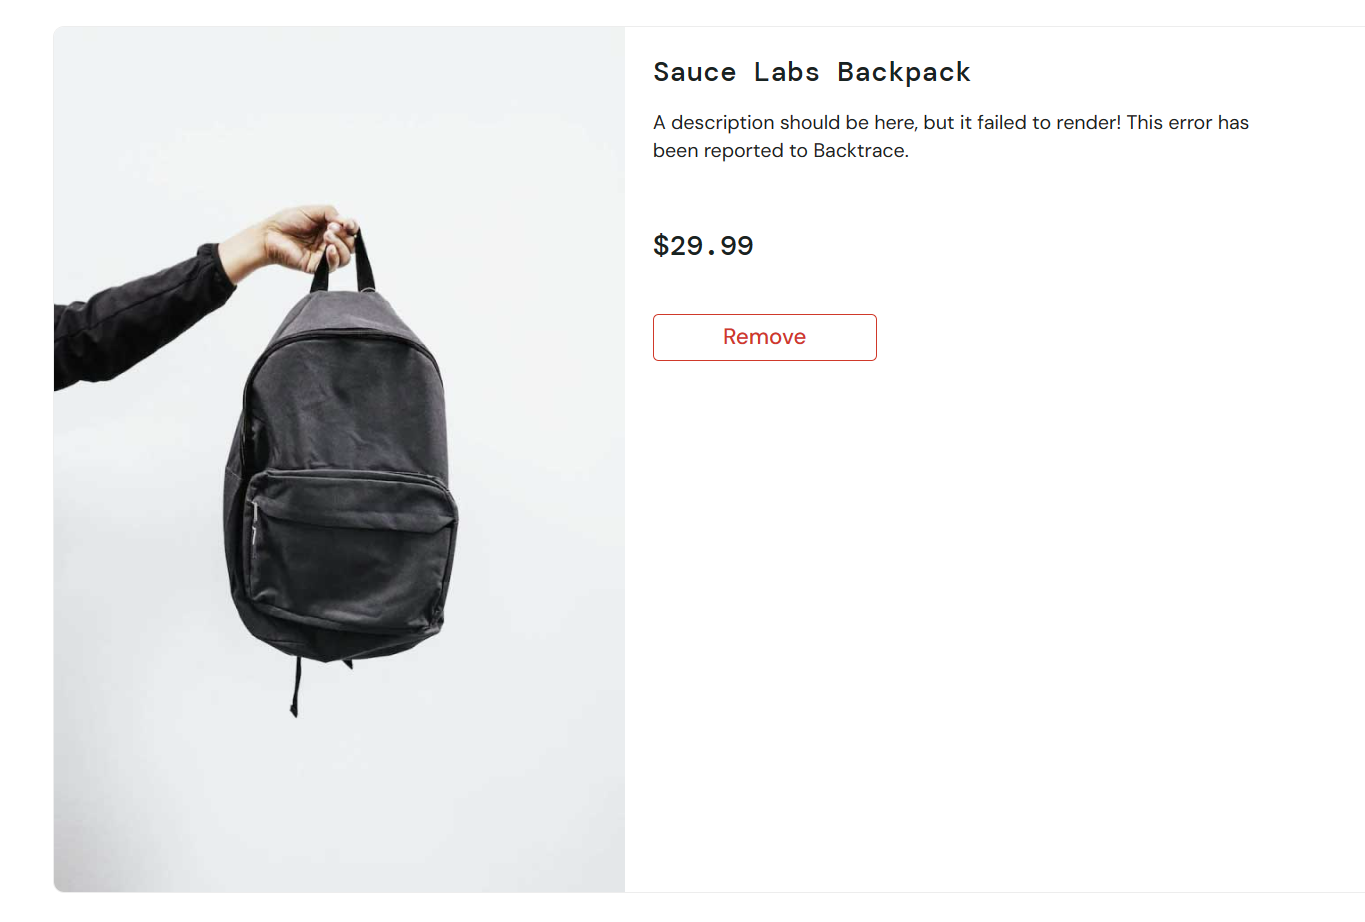 Sauce Labs Backpack
A description should be here, but it failed to render! This error has
been reported to Backtrace.
$29.99
Remove